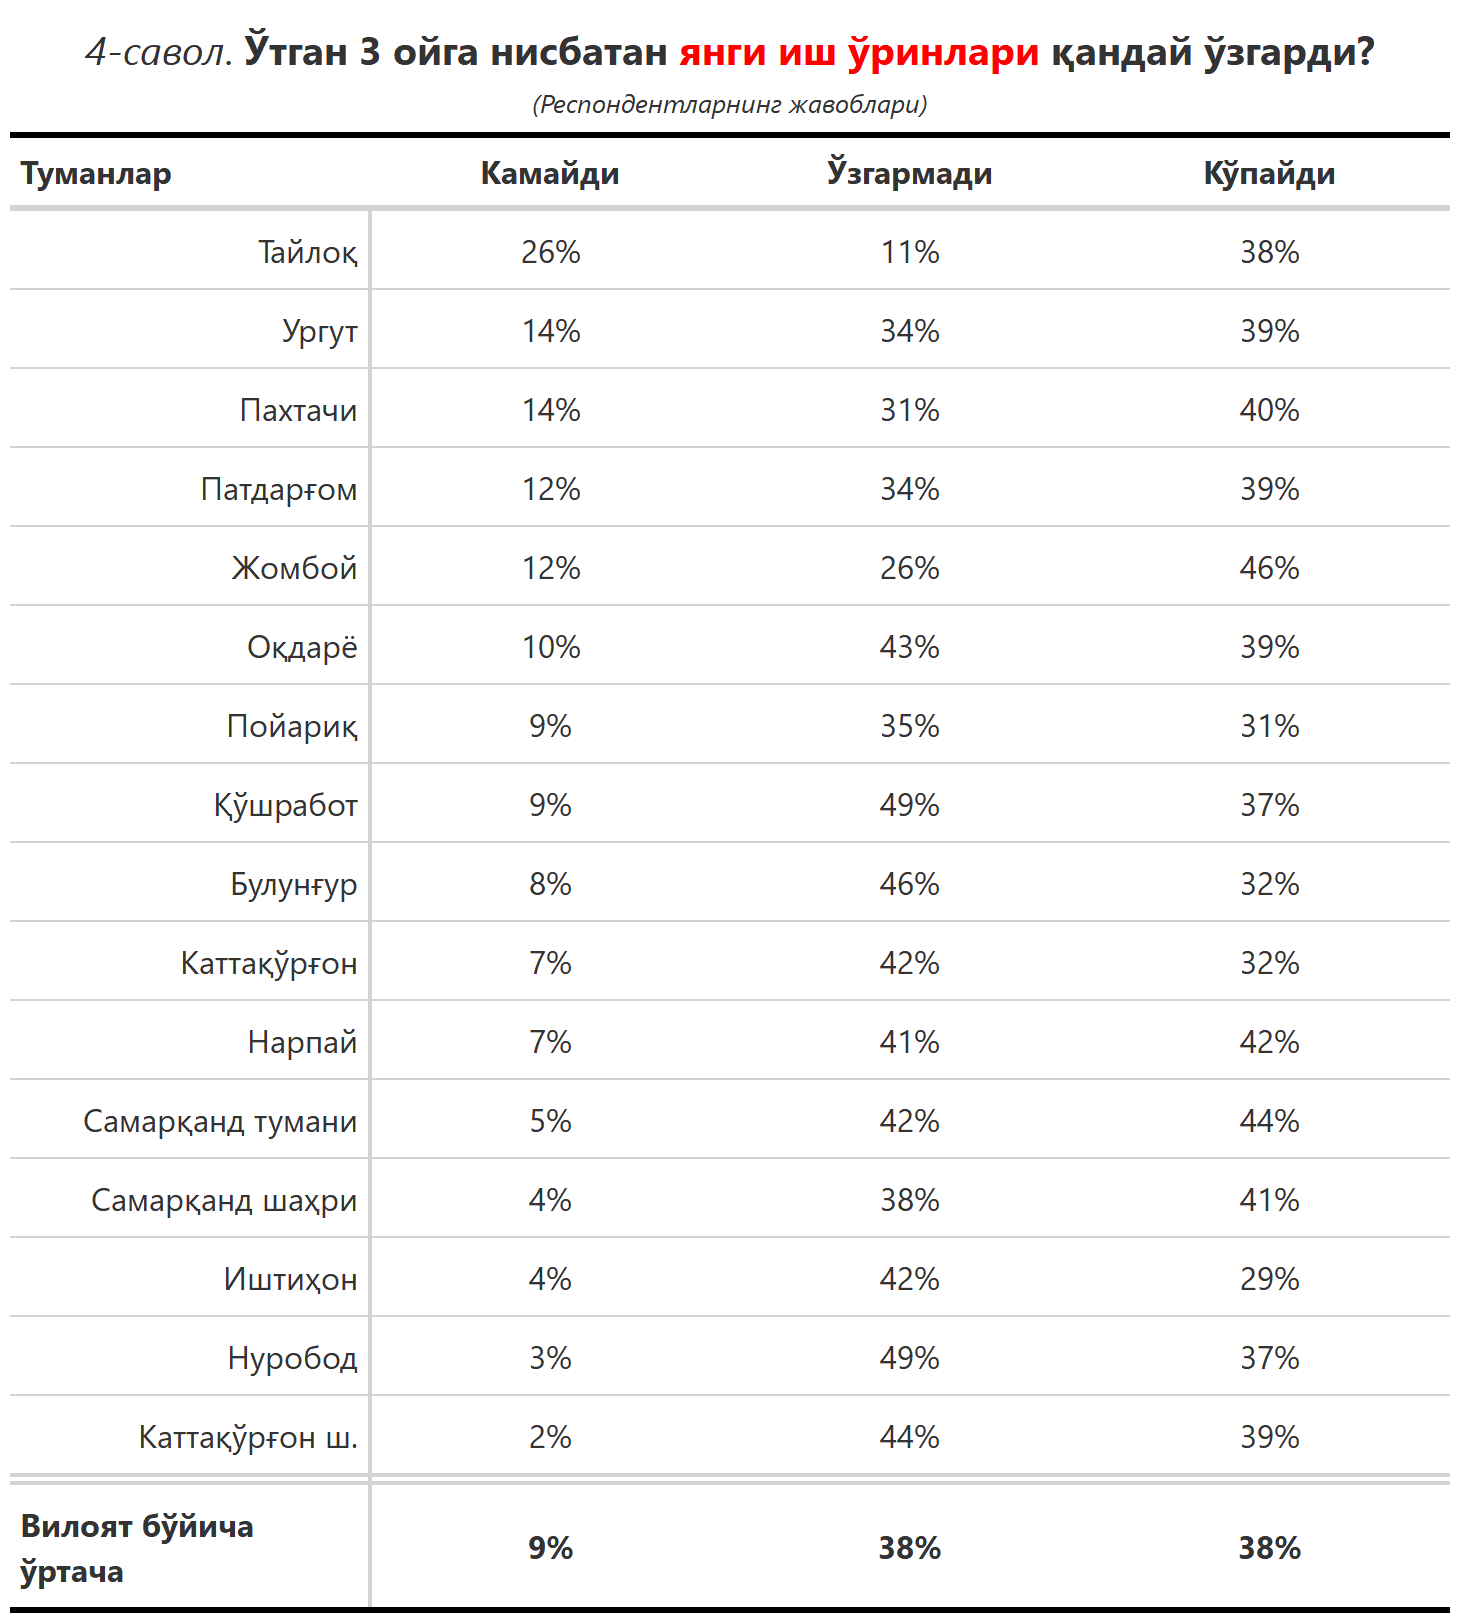 4-савол. Ўтган 3 ойга нисбатан янги иш ўринлари қандай ўзгарди?
(Респондентларнинг жавоблари)
Туманлар Камайди Ўзгармади Кўпайди
Тайлоқ 26% 11% 38%
Ургут 14% 34% 39%
Пахтачи 14% 31% 40%
Патдарғом 12% 34% 39%
Жомбой 12% 26% 46%
Оқдарё 10% 43% 39%
Пойариқ 9% 35% 31%
Қўшработ 9% 49% 37%
Булунғур 8% 46% 32%
Каттақўрғон 7% 42% 32%
Нарпай 7% 41% 42%
Самарқанд тумани 5% 42% 44%
Самарқанд шаҳри 4% 38% 41%
Иштиҳон 4% 42% 29%
Нуробод 3% 49% 37%
Каттақўрғон ш. 2% 44% 39%
Вилоят бўйича
ўртача 9% 38% 38%